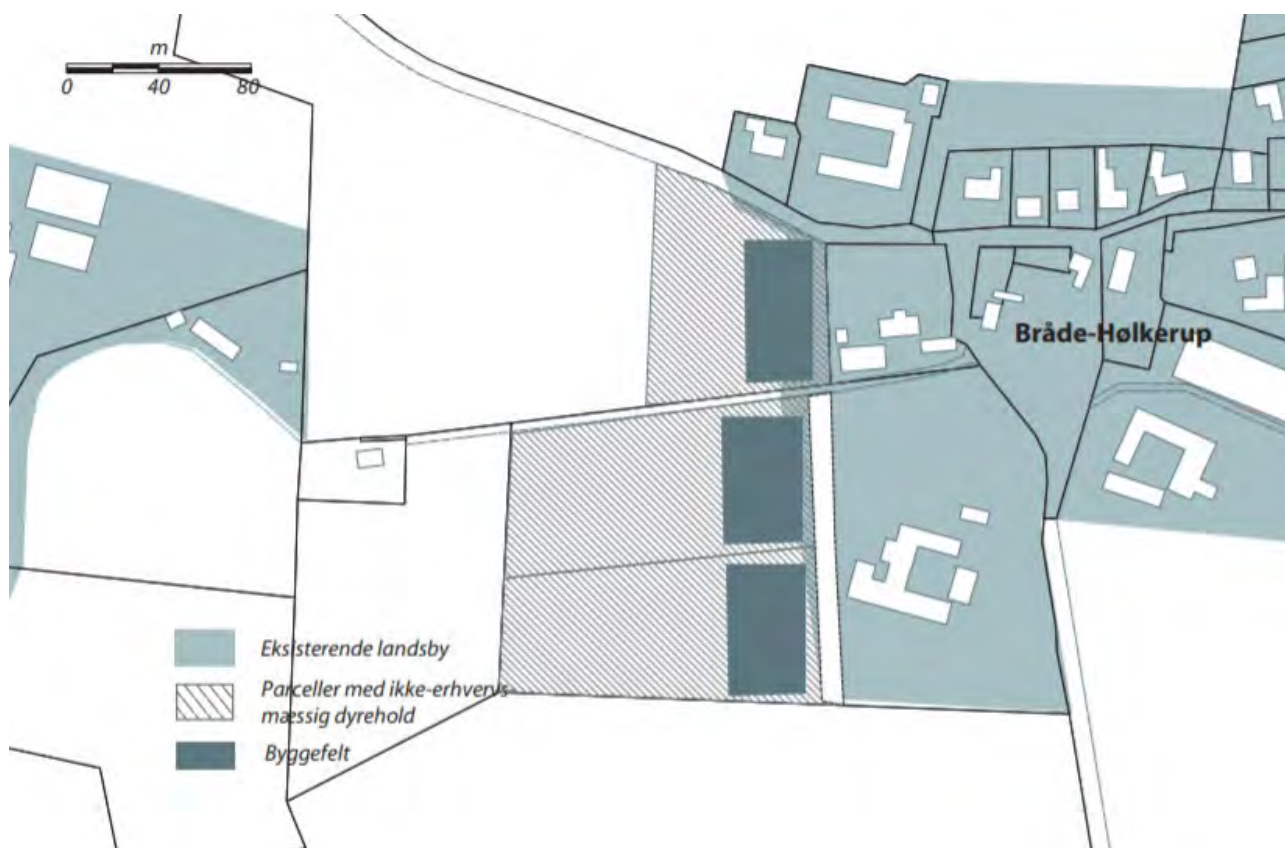 m
0 40 80
Bråde-Hølkerup
Eksisterende landsby
Parceller med ikke-erhvervs-
mæssig dyrehold
Byggefelt